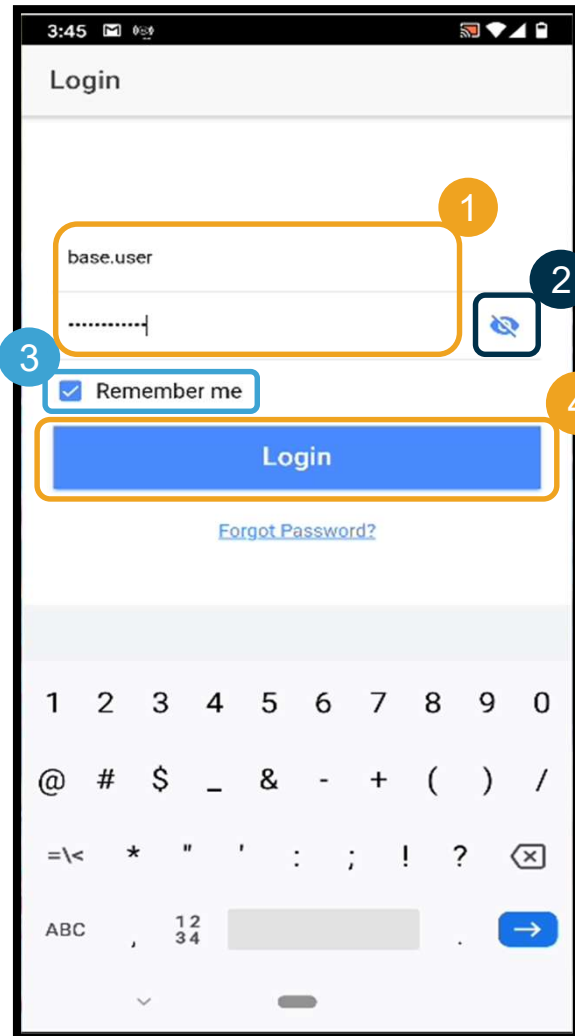 3:45
Login
1
base.user
2
••••••••••••
3
Remember me
4
Login
Forgot Password?
1 2 3 4 5 6 7 8 9 0
@ # $ _ & - + ( ) /
=\< * " ' : ; ! ?
ABC , 12 34 .